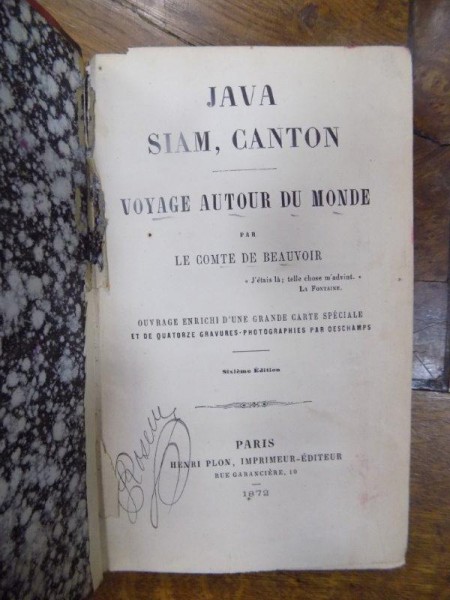 JAVA
SIAM, CANTON
VOYAGE AUTOUR DU MONDE
PAR
LE COMTE DE BEAUVOIR
« J'étais là; telle chose m'advint. »
LA FONTAINE.
OUVRAGE ENRICHI D'UNE GRANDE CARTE SPÉCIALE
ET DE QUATORZE GRAVURES-PHOTOGRAPHIES PAR DESCHAMPS
Sixième Édition
PARIS
HENRI PLON, IMPRIMEUR-ÉDITEUR
RUE GARANCIÈRE, 10
1872